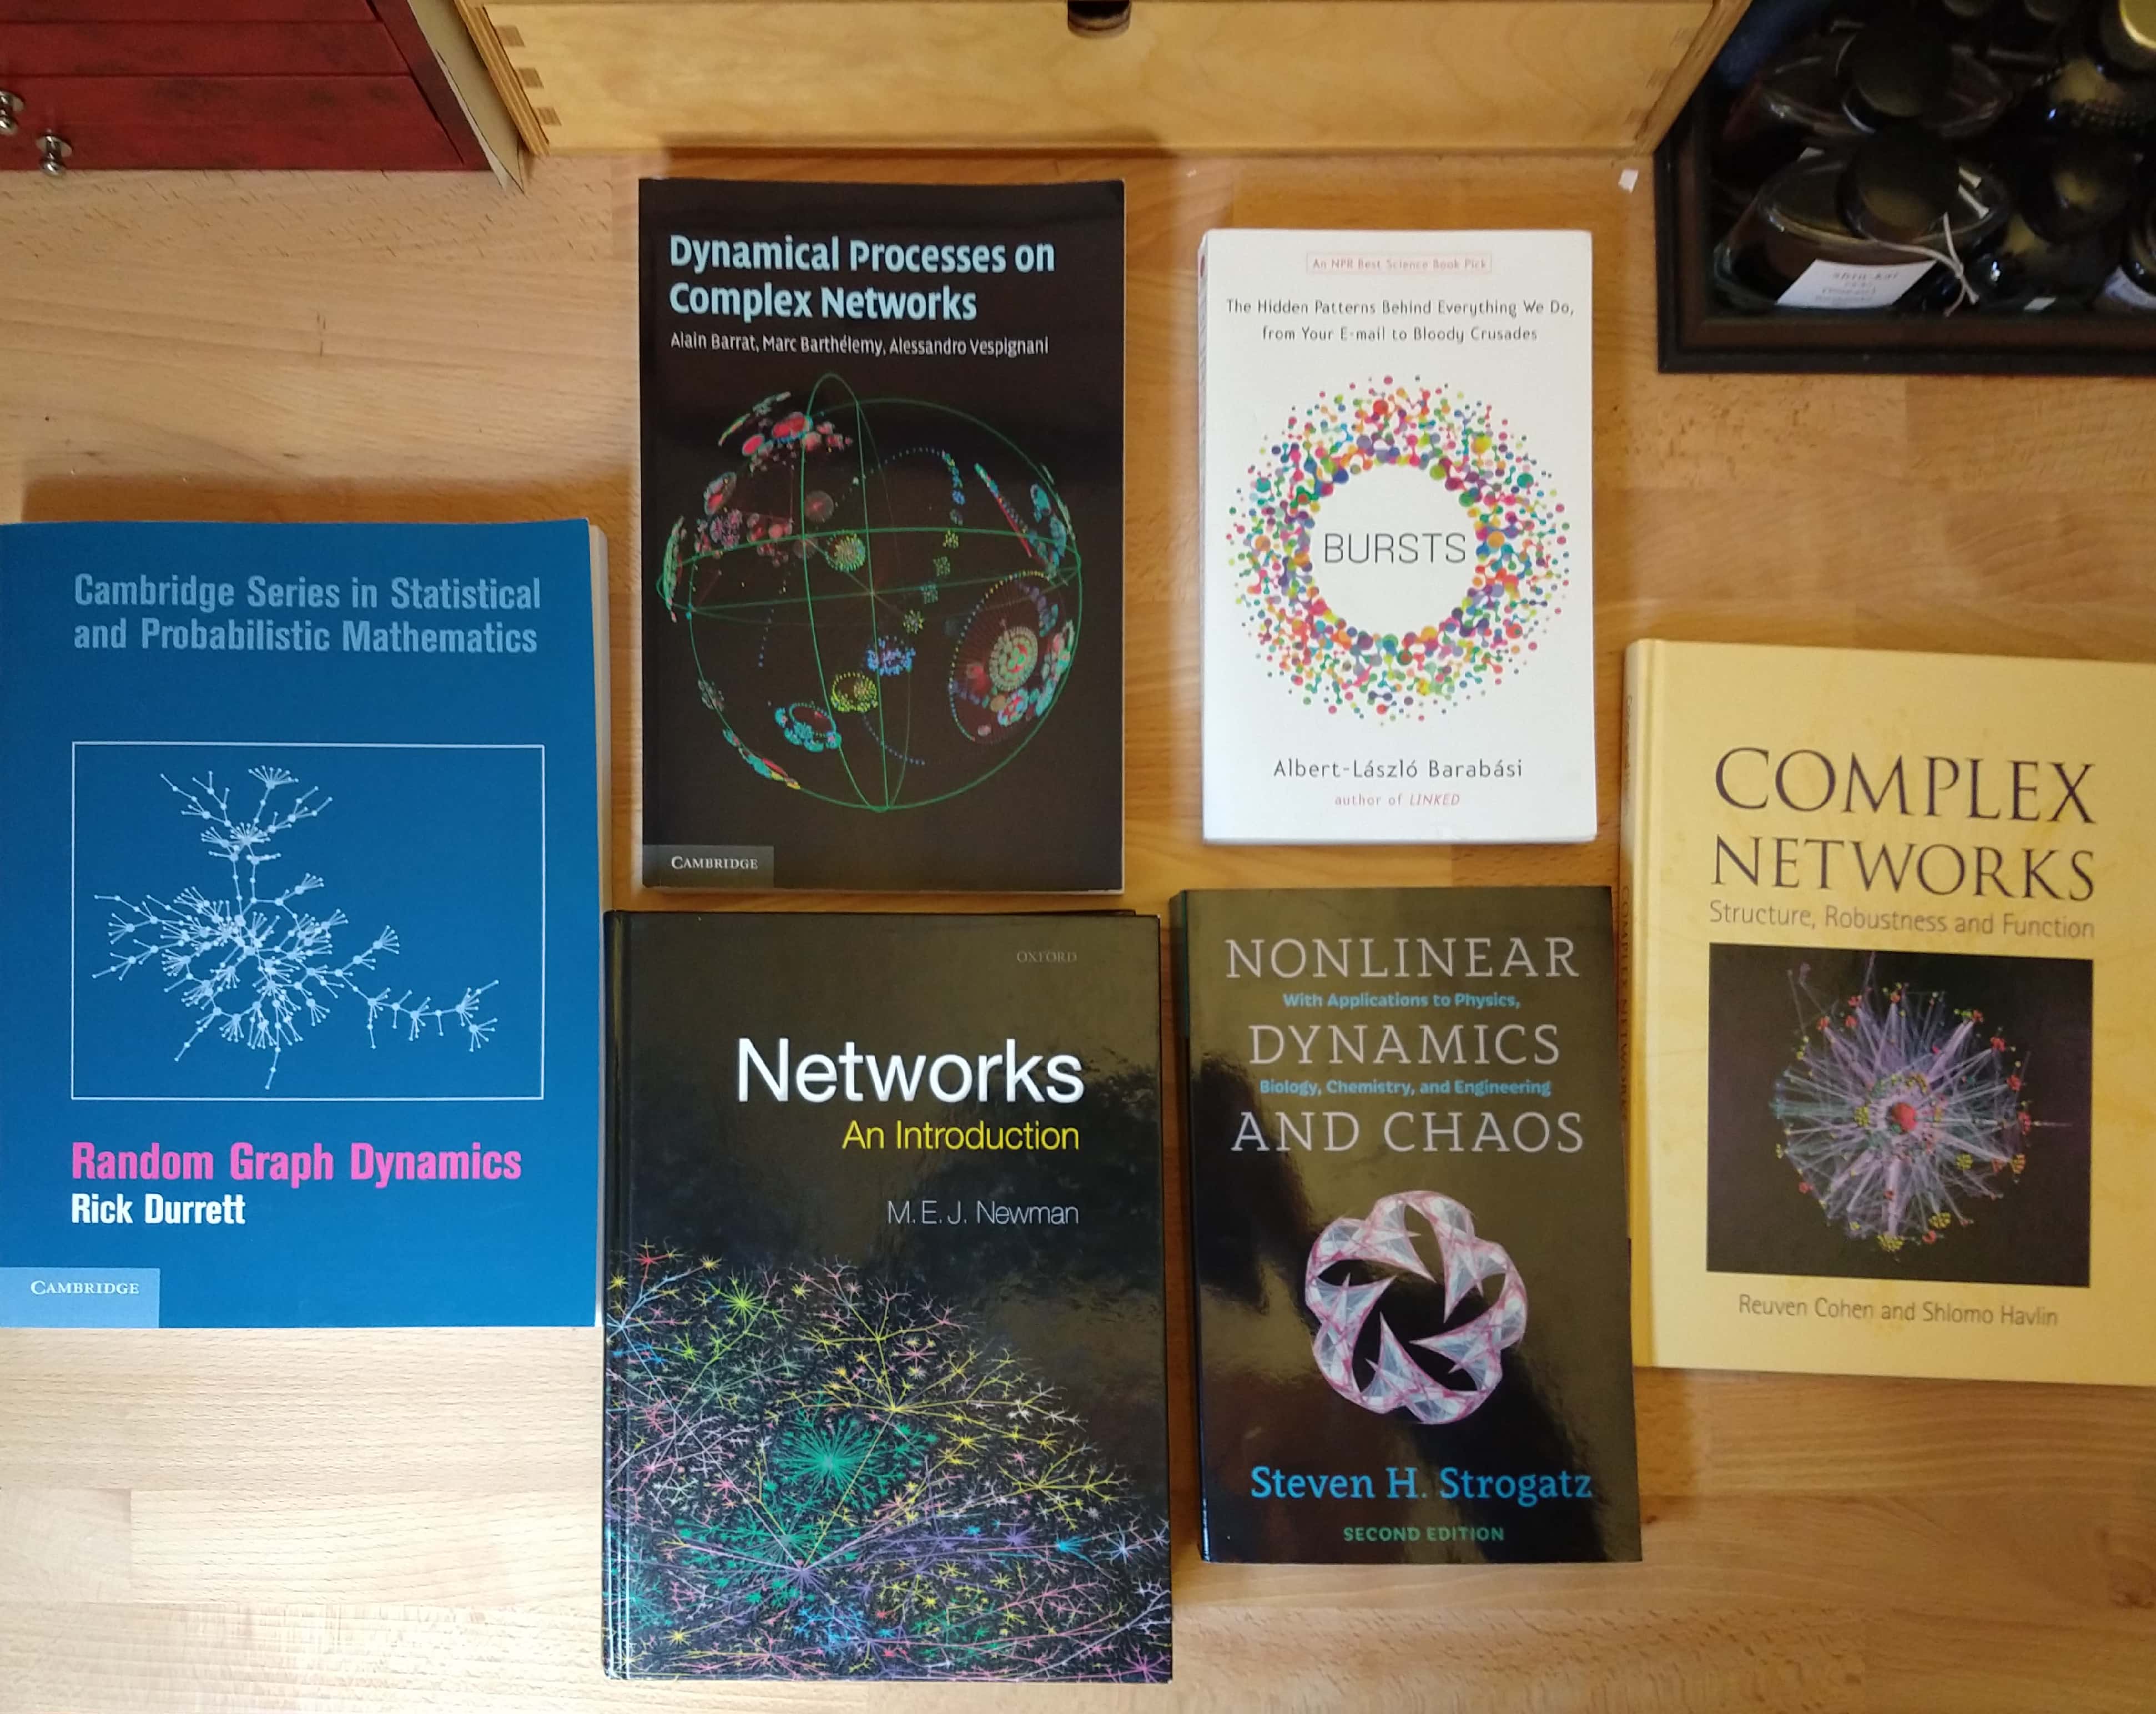 Cambridge Series in Statistical
and Probabilistic Mathematics
Random Graph Dynamics
Rick Durrett
CAMBRIDGE
Dynamical Processes on
Complex Networks
Alain Barrat, Marc Barthélemy, Alessandro Vespignani
CAMBRIDGE
An NPR Best Science Book Pick
The Hidden Patterns Behind Everything We Do,
from Your E-mail to Bloody Crusades
BURSTS
Albert-László Barabási
author of LINKED
OXFORD
Networks
An Introduction
M. E. J. Newman
NONLINEAR
With Applications to Physics,
DYNAMICS
Biology, Chemistry, and Engineering
AND CHAOS
Steven H. Strogatz
SECOND EDITION
COMPLEX
NETWORKS
Structure, Robustness and Function
Reuven Cohen and Shlomo Havlin